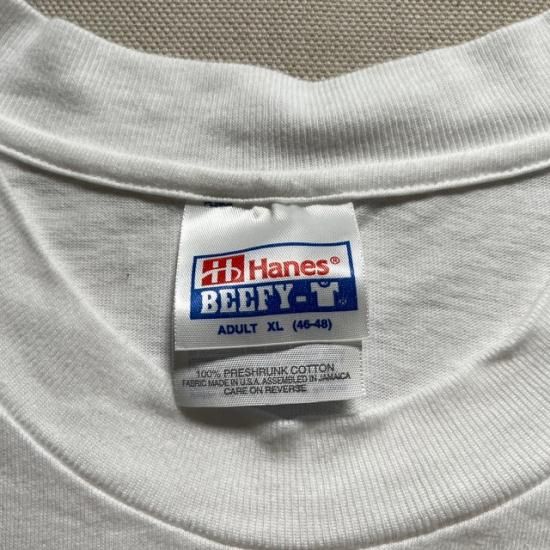 Hanes®
BEEFY-T®
ADULT XL (46-48)
100% PRESHRUNK COTTON
FABRIC MADE IN U.S.A. ASSEMBLED IN JAMAICA
CARE ON REVERSE